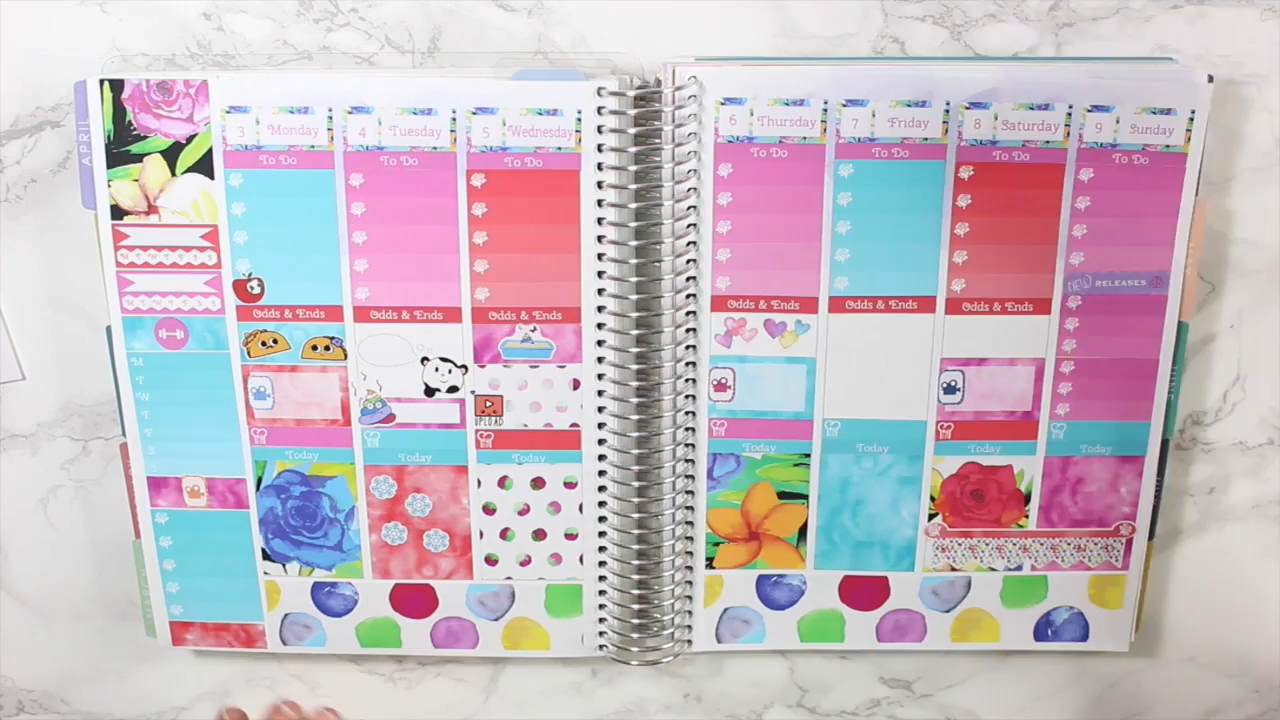 APRIL
3 Monday
To Do
Odds & Ends
Today
4 Tuesday
To Do
Odds & Ends
Today
5 Wednesday
To Do
Odds & Ends
UPLOAD
Today
6 Thursday
To Do
Odds & Ends
Today
7 Friday
To Do
Odds & Ends
Today
8 Saturday
To Do
Odds & Ends
Today
9 Sunday
To Do
NEW RELEASES
Today
M T W T F S S
M T W T F S S
M
T
W
T
F
S
S